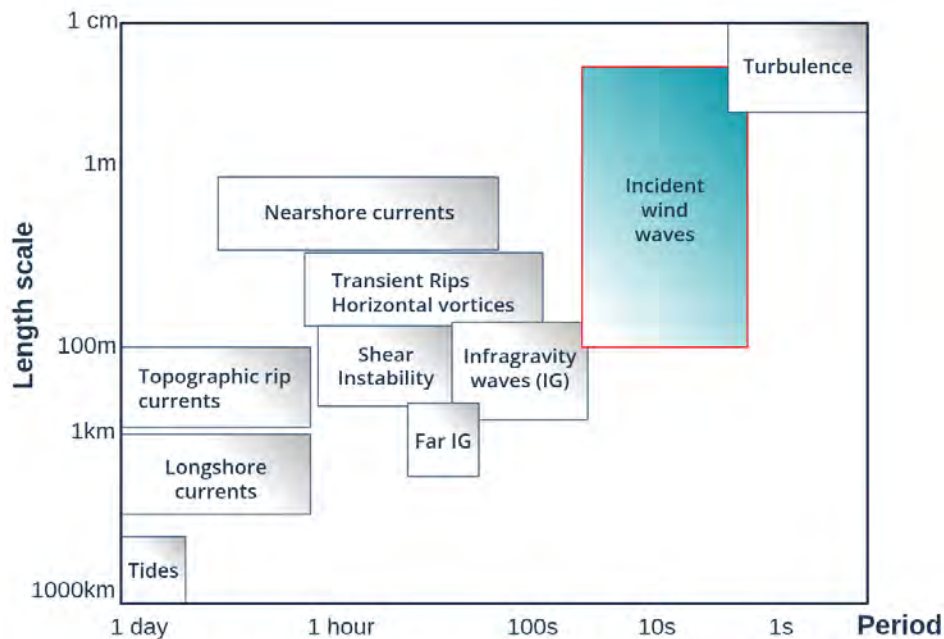 1 cm
Turbulence
1m
Incident
wind
waves
Nearshore currents
Length scale
Transient Rips
Horizontal vortices
100m
Shear
Instability
Infragravity
waves (IG)
Topographic rip
currents
1km
Far IG
Longshore
currents
Tides
1000km
1 day
1 hour
100s
10s
1s
Period